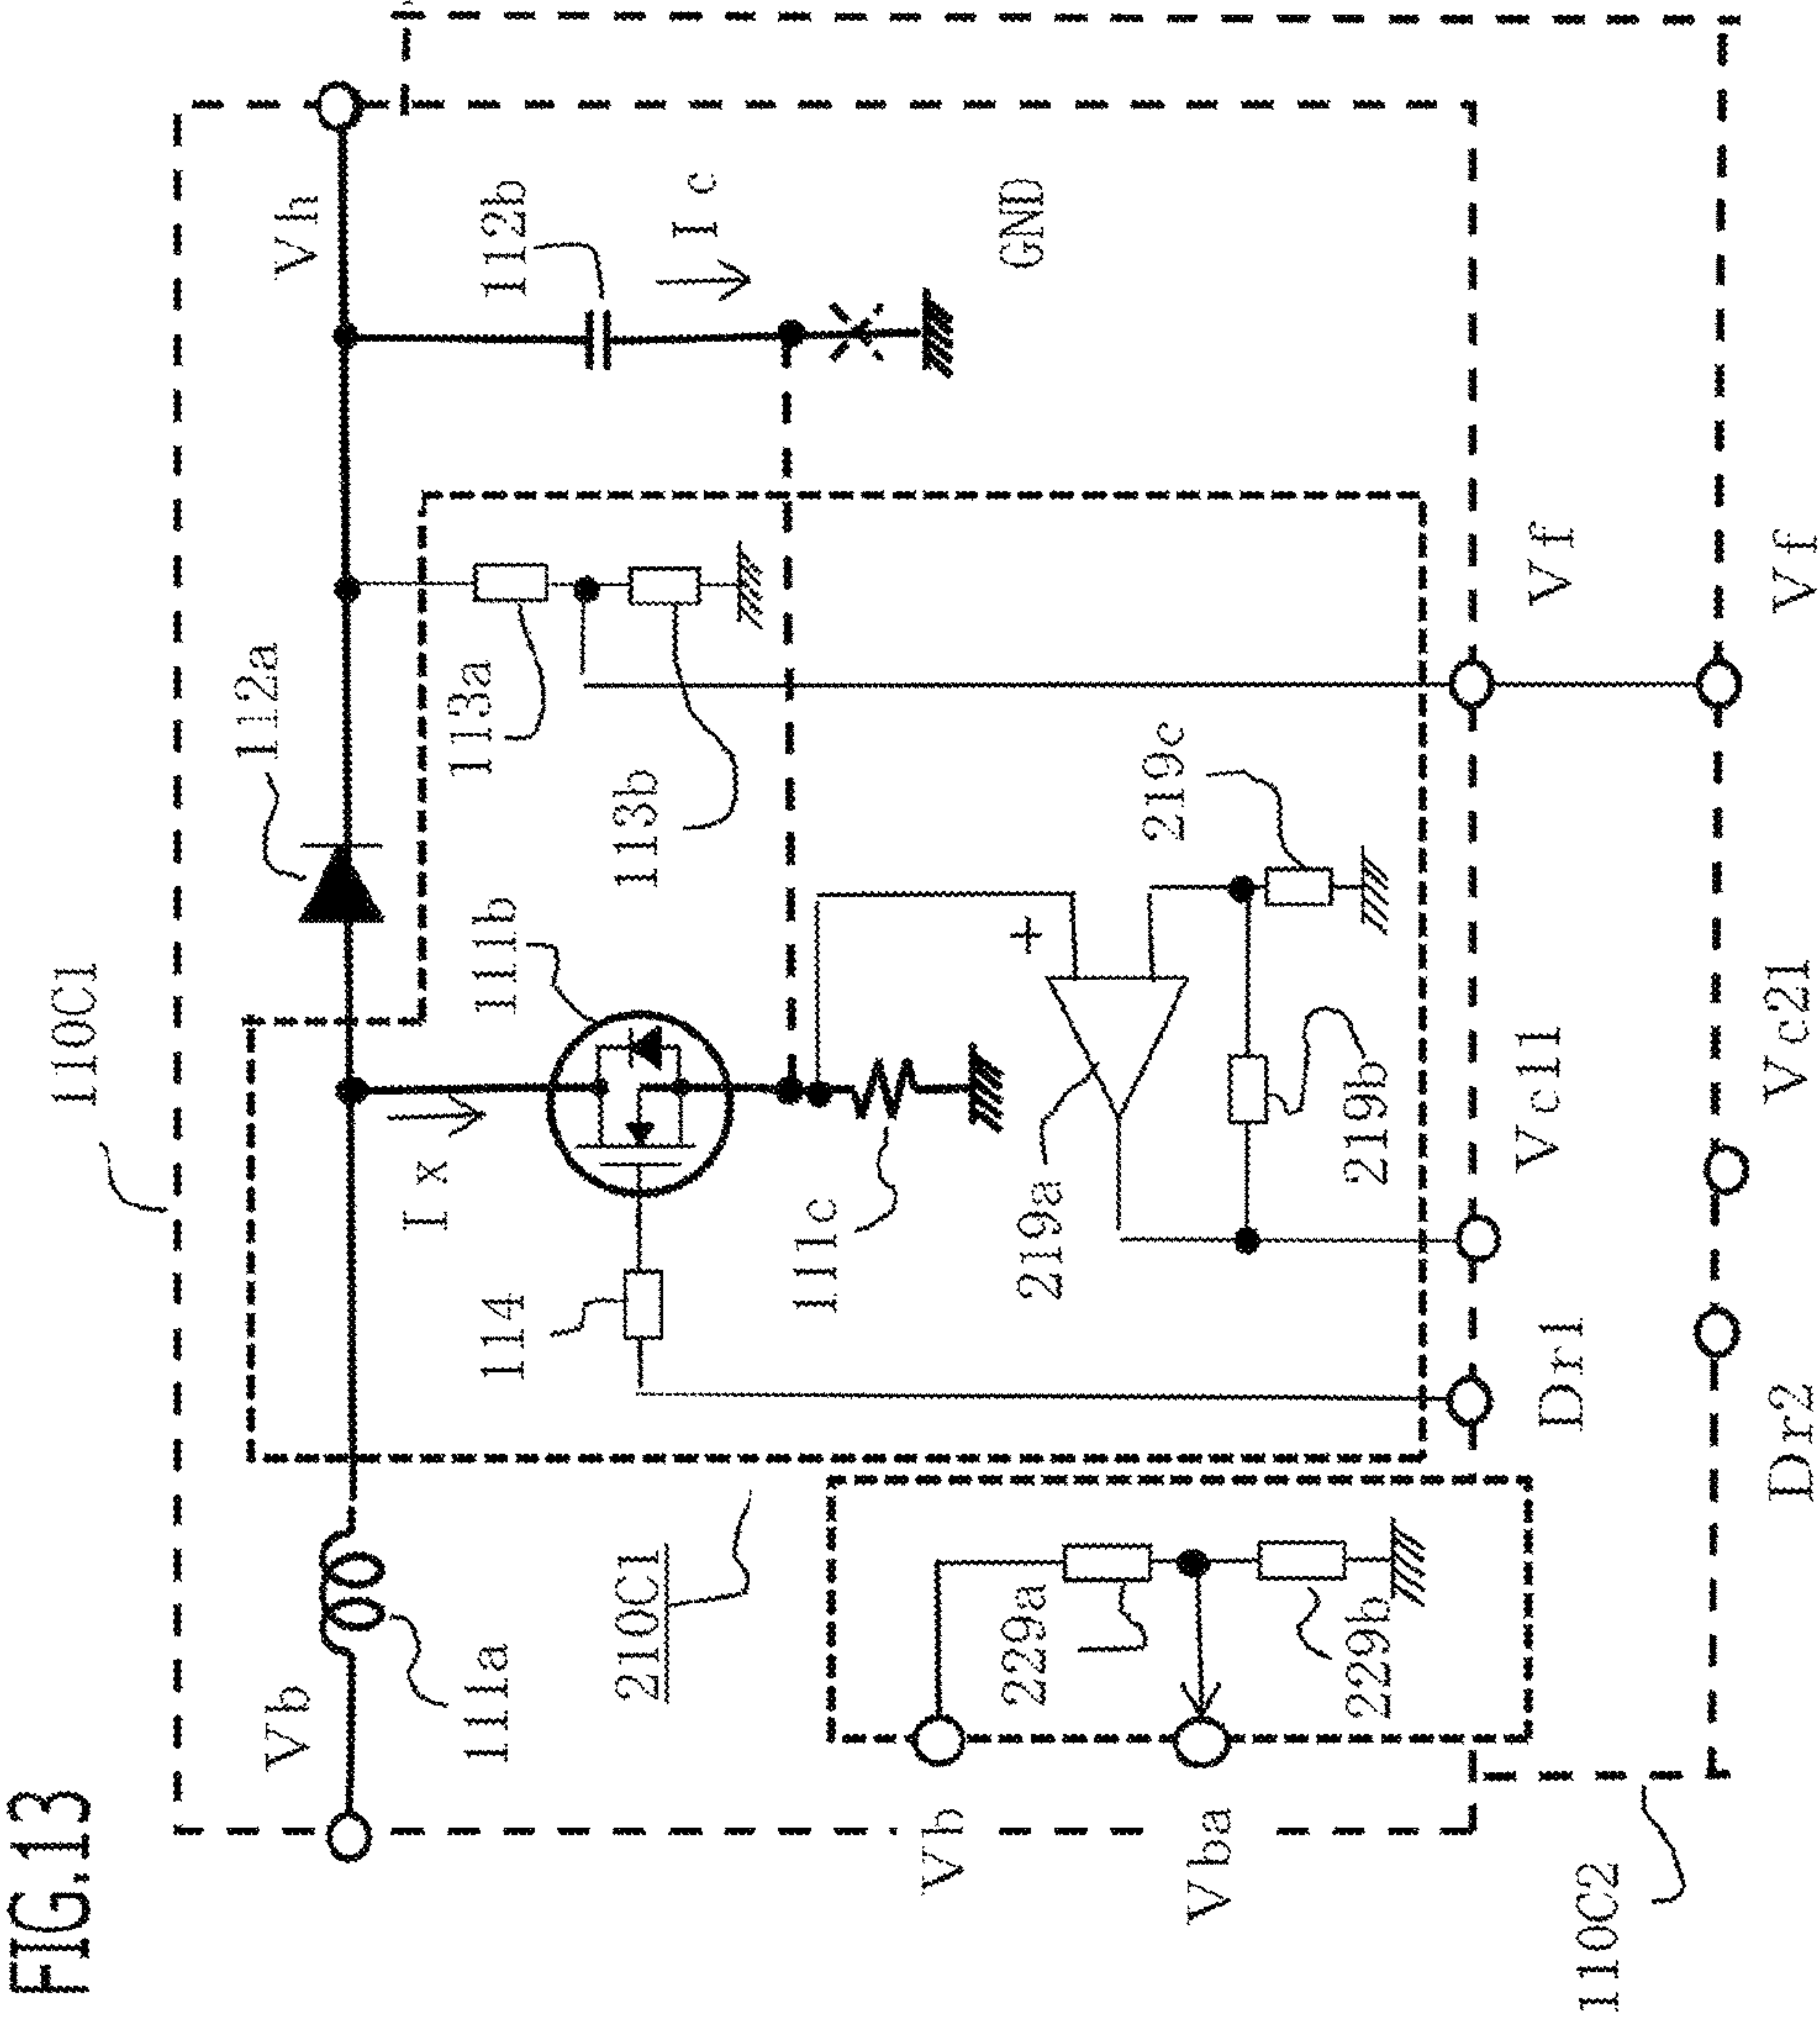 FIG.13
110C1
Vb
111a
112a
Vh
Ix
111b
113a
113b
112b
Ic
GND
114
111c
210C1
219a
219b
219c
+
229a
229b
Vb
Vba
Dr1
Vc11
Vf
110C2
Dr2
Vc21
Vf